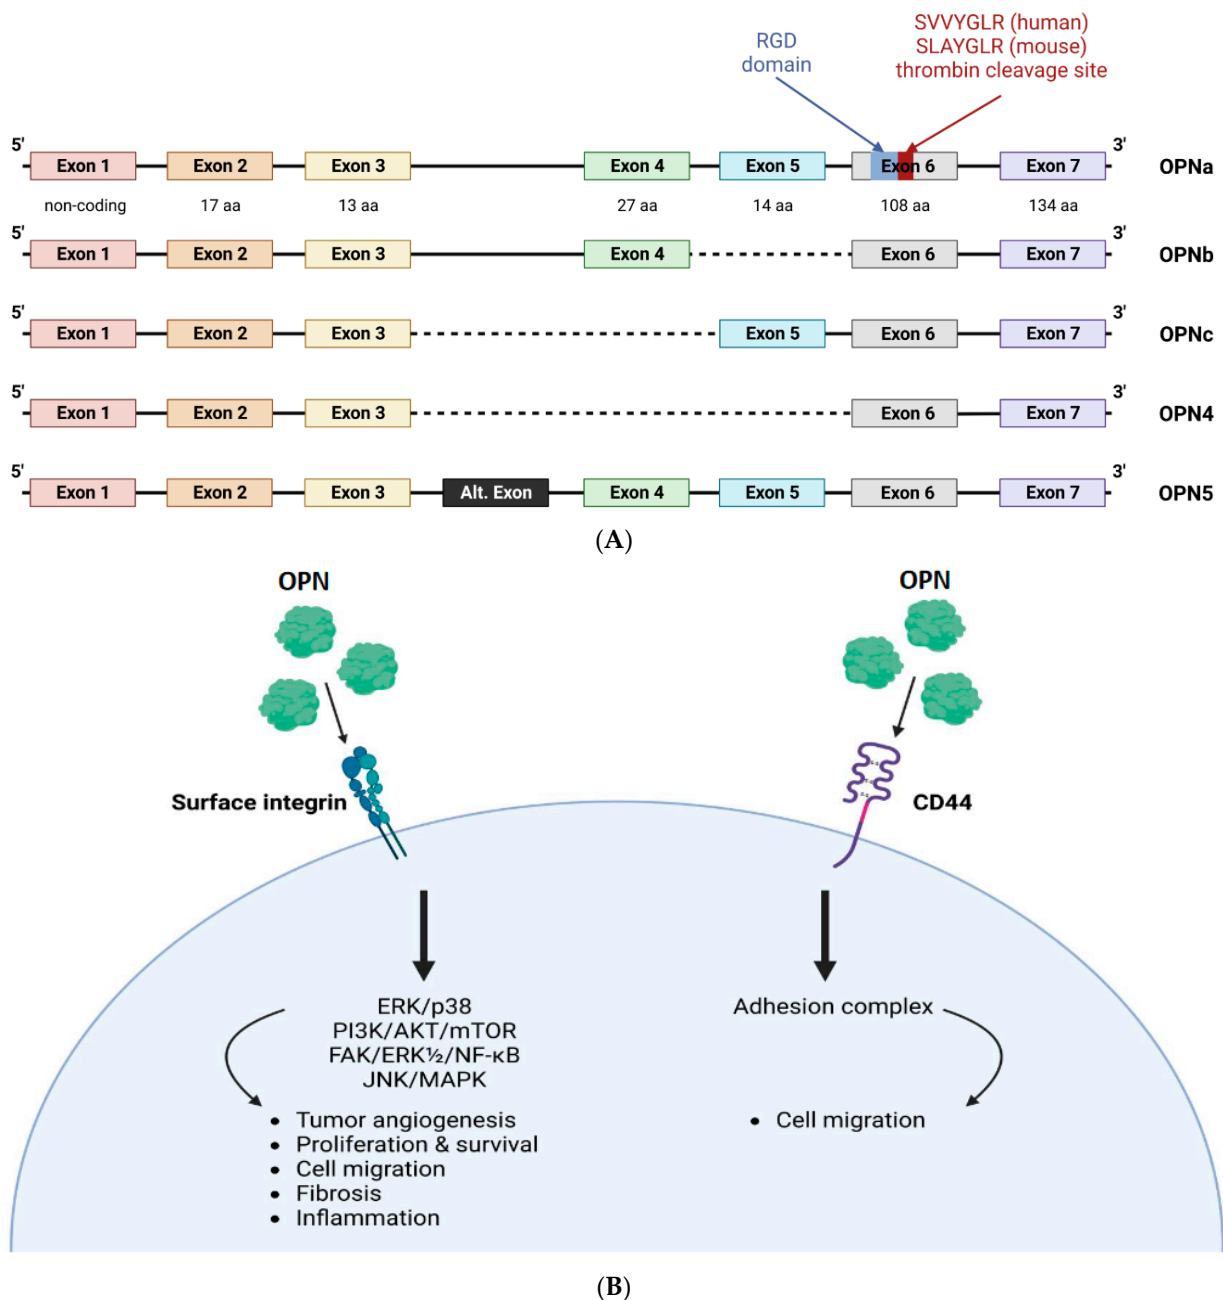 SVVYGLR (human)
SLAYGLR (mouse)
thrombin cleavage site
RGD
domain
5' Exon 1 Exon 2 Exon 3 Exon 4 Exon 5 Exon 6 Exon 7 3' OPNa
non-coding 17 aa 13 aa 27 aa 14 aa 108 aa 134 aa
5' Exon 1 Exon 2 Exon 3 Exon 4 Exon 6 Exon 7 3' OPNb
5' Exon 1 Exon 2 Exon 3 Exon 5 Exon 6 Exon 7 3' OPNc
5' Exon 1 Exon 2 Exon 3 Exon 6 Exon 7 3' OPN4
5' Exon 1 Exon 2 Exon 3 Alt. Exon Exon 4 Exon 5 Exon 6 Exon 7 3' OPN5
(A)
OPN
OPN
Surface integrin
CD44
ERK/p38
PI3K/AKT/mTOR
FAK/ERK½/NF-κB
JNK/MAPK
• Tumor angiogenesis
• Proliferation & survival
• Cell migration
• Fibrosis
• Inflammation
Adhesion complex
• Cell migration
(B)